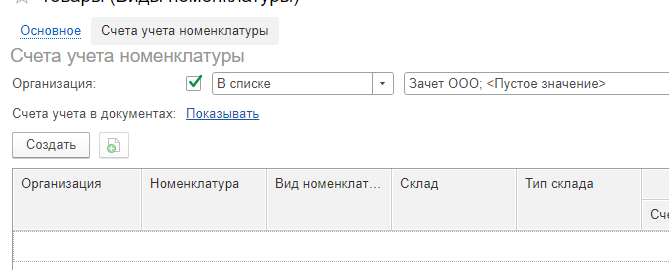 Товары (Виды номенклатуры)
Основное Счета учета номенклатуры
Счета учета номенклатуры
Организация: В списке Зачет ООО; <Пустое значение>
Счета учета в документах: Показывать
Создать
Организация Номенклатура Вид номенклат... Склад Тип склада
Сче